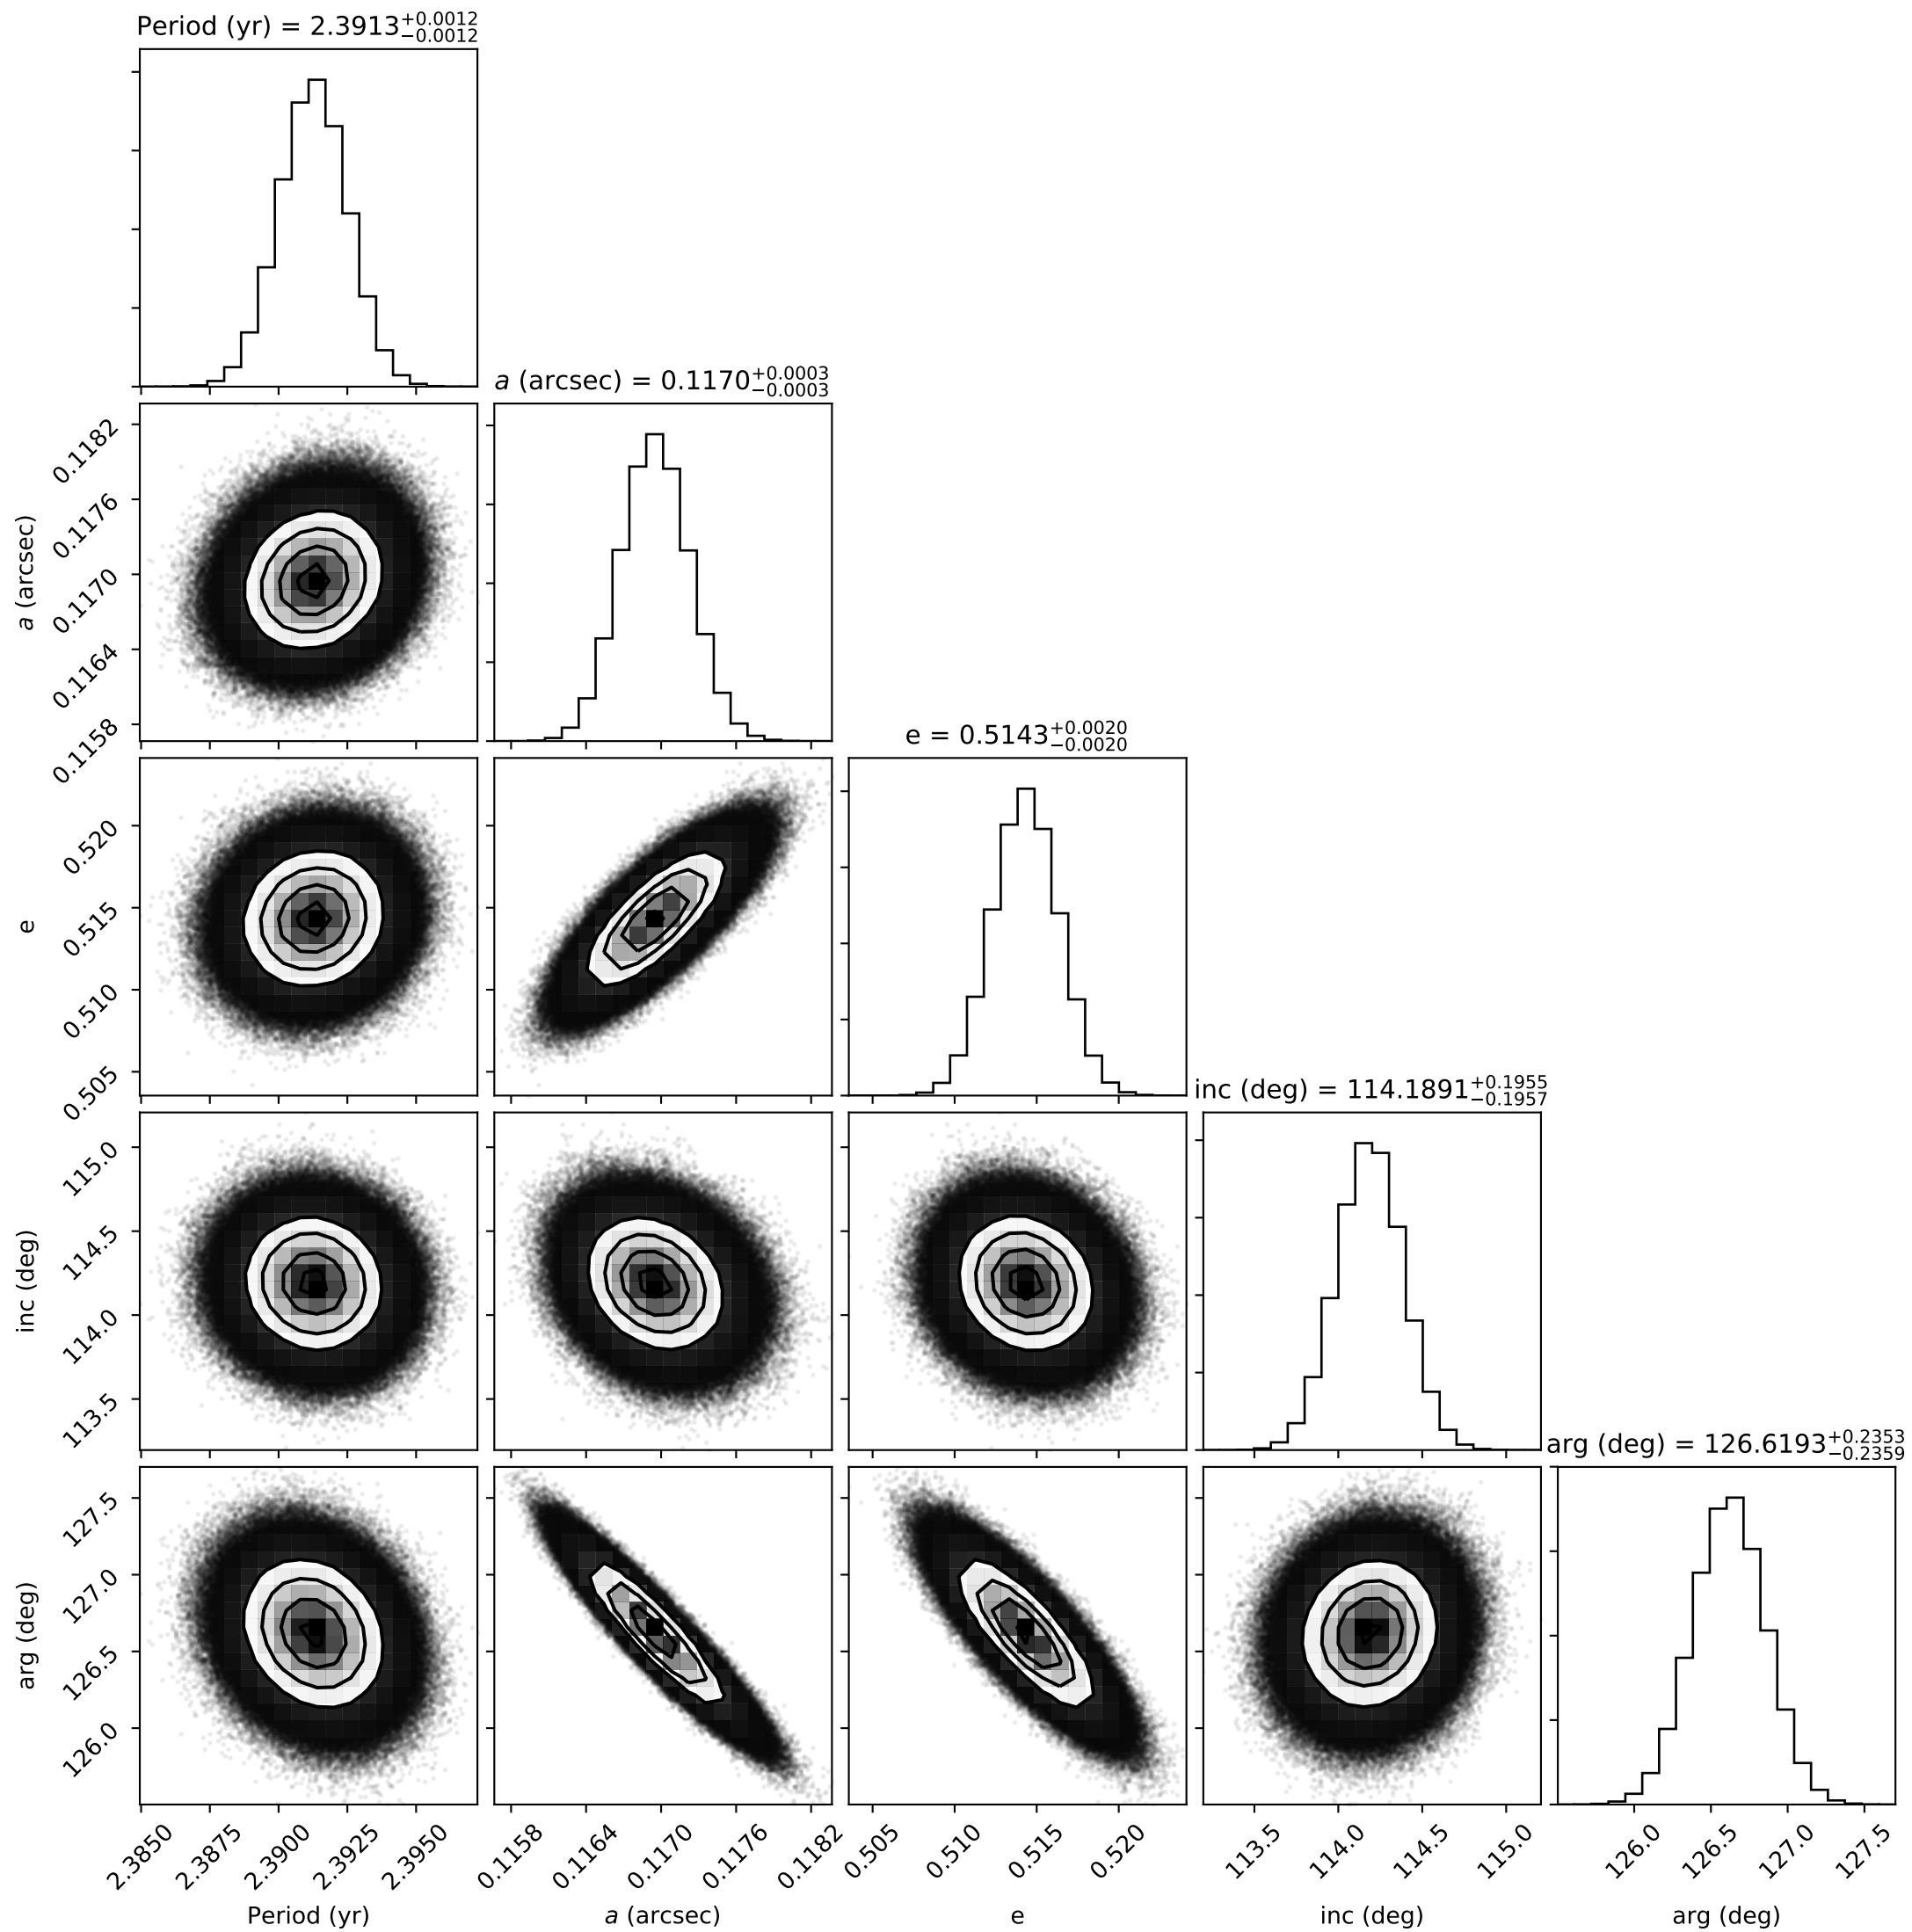 Period (yr) = 2.3913+0.0012−0.0012
a (arcsec) = 0.1170+0.0003−0.0003
0.1182
0.1176
0.1170
0.1164
0.1158
a (arcsec)
e = 0.5143+0.0020−0.0020
0.520
0.515
0.510
0.505
e
inc (deg) = 114.1891+0.1955−0.1957
115.0
114.5
114.0
113.5
inc (deg)
arg (deg) = 126.6193+0.2353−0.2359
127.5
127.0
126.5
126.0
arg (deg)
2.3850 2.3875 2.3900 2.3925 2.3950 0.1158 0.1164 0.1170 0.1176 0.1182 0.505 0.510 0.515 0.520 113.5 114.0 114.5 115.0 126.0 126.5 127.0 127.5
Period (yr) a (arcsec) e inc (deg) arg (deg)